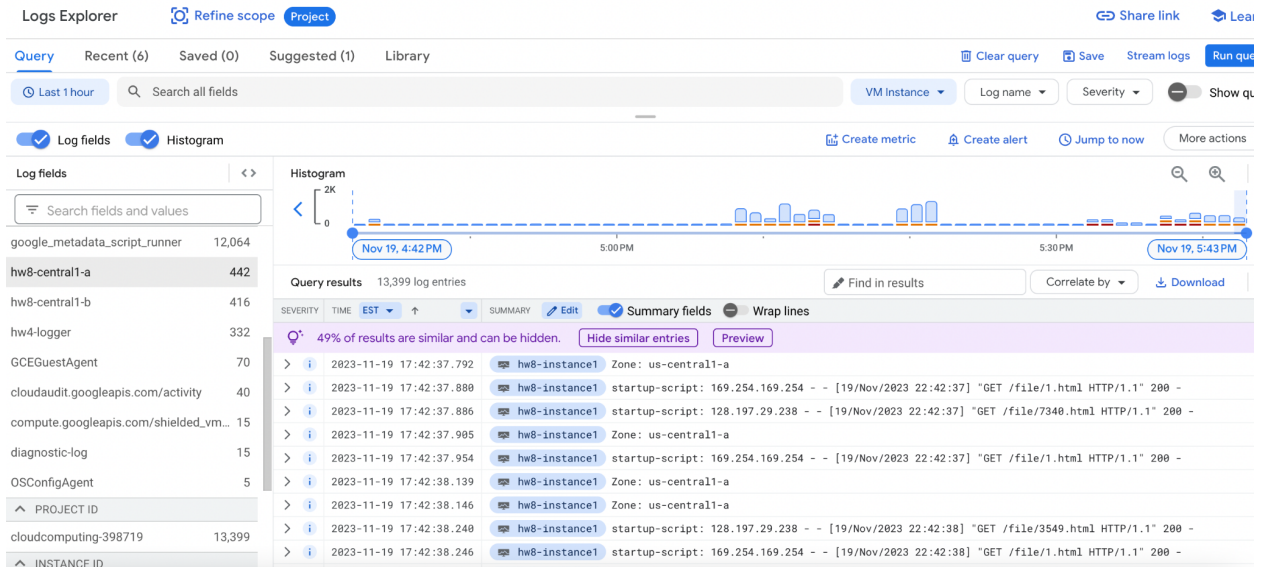 Logs Explorer Refine scope Project Share link Lea
Query Recent (6) Saved (0) Suggested (1) Library Clear query Save Stream logs Run que
Last 1 hour Search all fields VM Instance Log name Severity Show qu
Log fields Histogram Create metric Create alert Jump to now More actions
Log fields
Search fields and values
google_metadata_script_runner 12,064
hw8-central1-a 442
hw8-central1-b 416
hw4-logger 332
GCEGuestAgent 70
cloudaudit.googleapis.com/activity 40
compute.googleapis.com/shielded_vm... 15
diagnostic-log 15
OSConfigAgent 5
PROJECT ID
cloudcomputing-398719 13,399
INSTANCE ID
Histogram
2K
0
Nov 19, 4:42 PM 5:00 PM 5:30 PM Nov 19, 5:43 PM
Query results 13,399 log entries Find in results Correlate by Download
SEVERITY TIME EST SUMMARY Edit Summary fields Wrap lines
49% of results are similar and can be hidden. Hide similar entries Preview
i 2023-11-19 17:42:37.792 hw8-instance1 Zone: us-central1-a
i 2023-11-19 17:42:37.880 hw8-instance1 startup-script: 169.254.169.254 - - [19/Nov/2023 22:42:37] "GET /file/1.html HTTP/1.1" 200 -
i 2023-11-19 17:42:37.886 hw8-instance1 startup-script: 128.197.29.238 - - [19/Nov/2023 22:42:37] "GET /file/7340.html HTTP/1.1" 200 -
i 2023-11-19 17:42:37.905 hw8-instance1 Zone: us-central1-a
i 2023-11-19 17:42:37.954 hw8-instance1 startup-script: 169.254.169.254 - - [19/Nov/2023 22:42:37] "GET /file/1.html HTTP/1.1" 200 -
i 2023-11-19 17:42:38.139 hw8-instance1 Zone: us-central1-a
i 2023-11-19 17:42:38.146 hw8-instance1 Zone: us-central1-a
i 2023-11-19 17:42:38.240 hw8-instance1 startup-script: 128.197.29.238 - - [19/Nov/2023 22:42:38] "GET /file/3549.html HTTP/1.1" 200 -
i 2023-11-19 17:42:38.246 hw8-instance1 startup-script: 169.254.169.254 - - [19/Nov/2023 22:42:38] "GET /file/1.html HTTP/1.1" 200 -